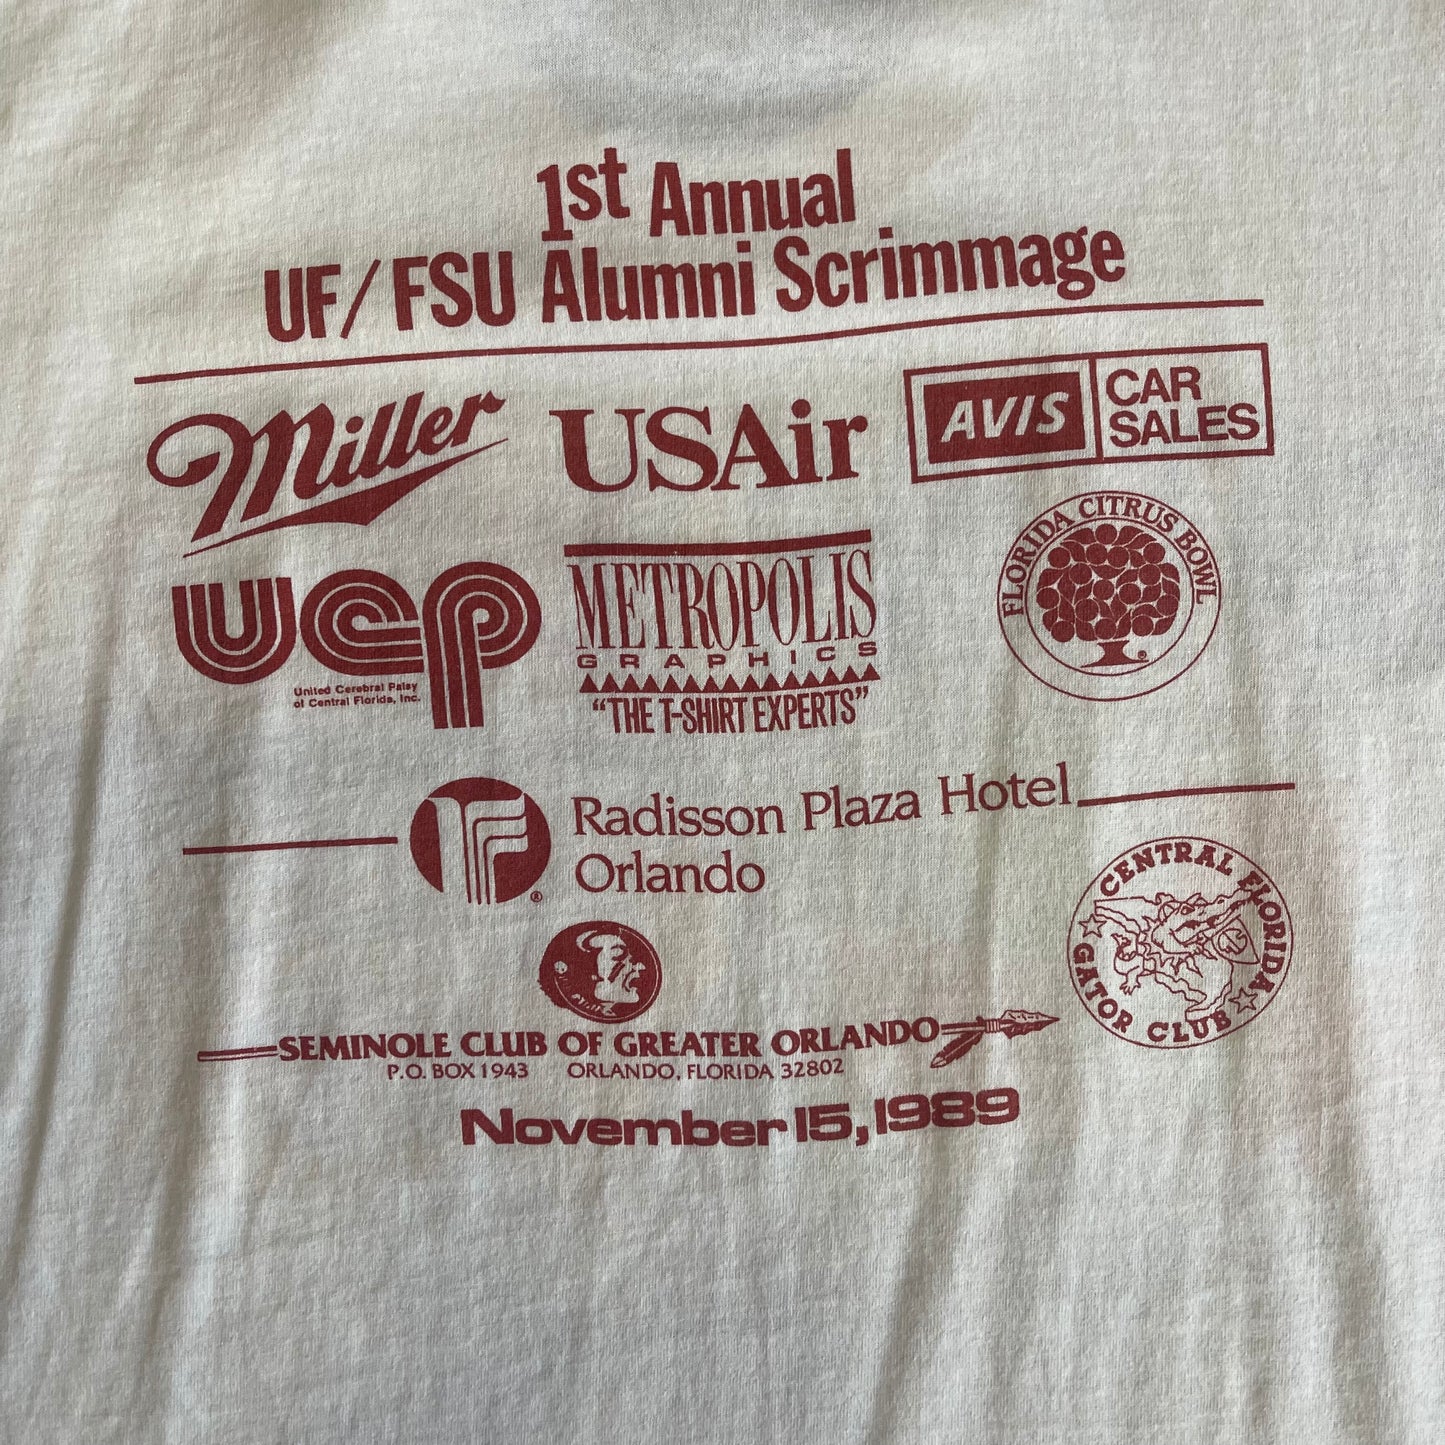 1st Annual
UF/FSU Alumni Scrimmage
Miller
USAir
AVIS
CAR
SALES
ucp
United Cerebral Palsy
of Central Florida, Inc.
METROPOLIS
GRAPHICS
"THE T-SHIRT EXPERTS"
FLORIDA CITRUS BOWL
®
Radisson Plaza Hotel
Orlando
®
CENTRAL FLORIDA
GATOR CLUB
SEMINOLE CLUB OF GREATER ORLANDO
P.O. BOX 1943 ORLANDO, FLORIDA 32802
November 15, 1989